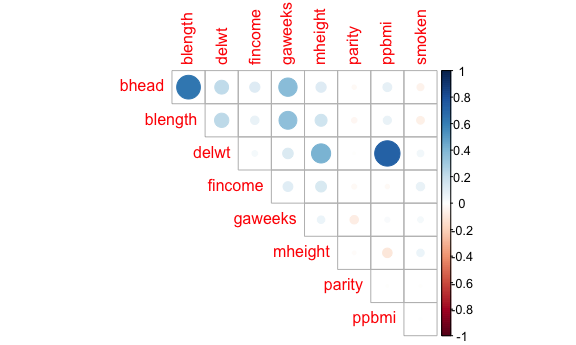 blength
delwt
fincome
gaweeks
mheight
parity
ppbmi
smoken
bhead
blength
delwt
fincome
gaweeks
mheight
parity
ppbmi
1
0.8
0.6
0.4
0.2
0
-0.2
-0.4
-0.6
-0.8
-1